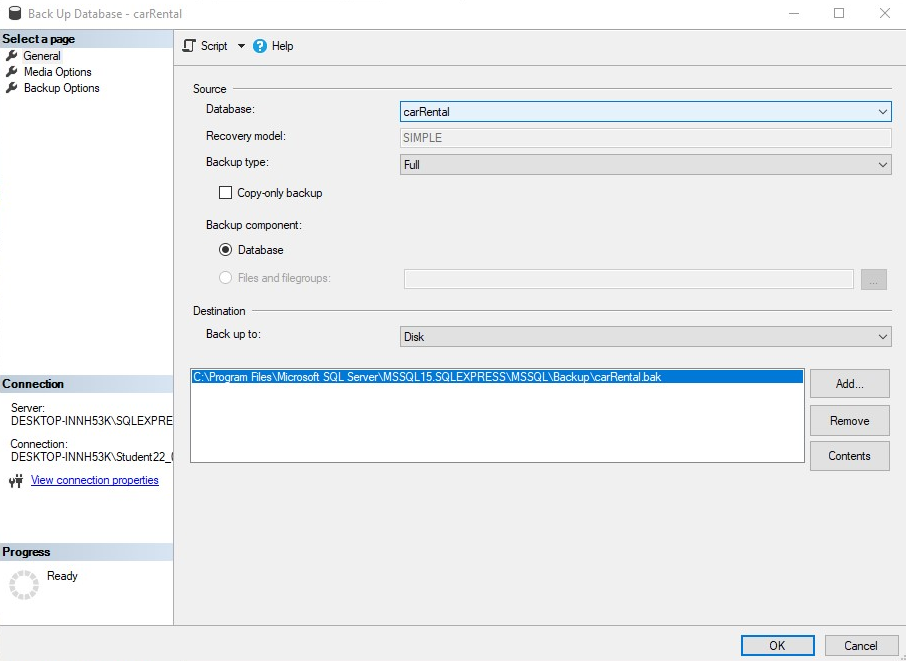 Back Up Database - carRental
Select a page
General
Media Options
Backup Options
Script
Help
Source
Database:
carRental
Recovery model:
SIMPLE
Backup type:
Full
Copy-only backup
Backup component:
Database
Files and filegroups:
...
Destination
Back up to:
Disk
C:\Program Files\Microsoft SQL Server\MSSQL15.SQLEXPRESS\MSSQL\Backup\carRental.bak
Add...
Remove
Contents
Connection
Server:
DESKTOP-INNH53K\SQLEXPRE
Connection:
DESKTOP-INNH53K\Student22_
View connection properties
Progress
Ready
OK
Cancel